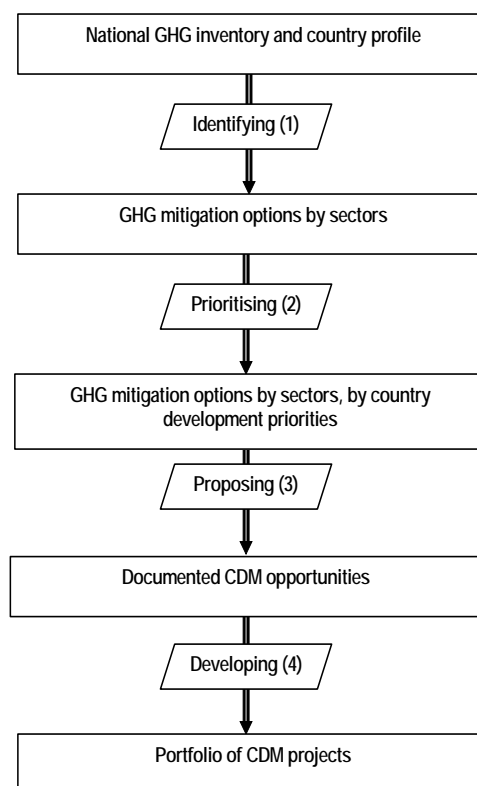 National GHG inventory and country profile
Identifying (1)
GHG mitigation options by sectors
Prioritising (2)
GHG mitigation options by sectors, by country
development priorities
Proposing (3)
Documented CDM opportunities
Developing (4)
Portfolio of CDM projects